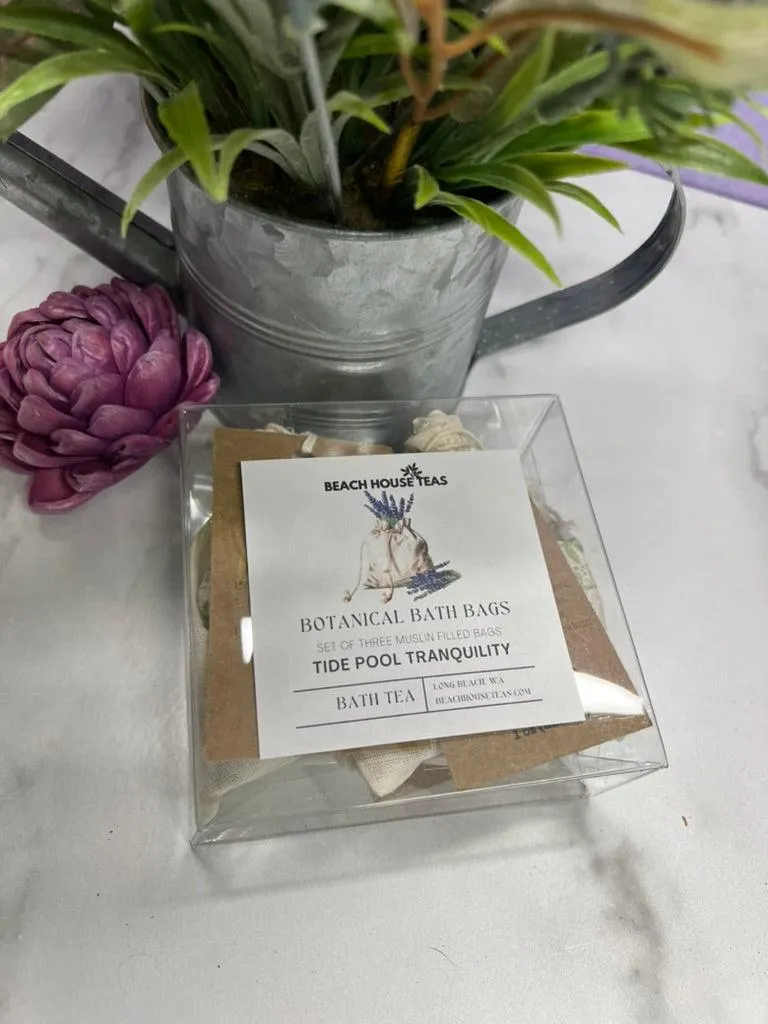 BEACH HOUSE TEAS
BOTANICAL BATH BAGS
SET OF THREE MUSLIN FILLED BAGS
TIDE POOL TRANQUILITY
BATH TEA
LONG BEACH, WA
BEACHHOUSETEAS.COM